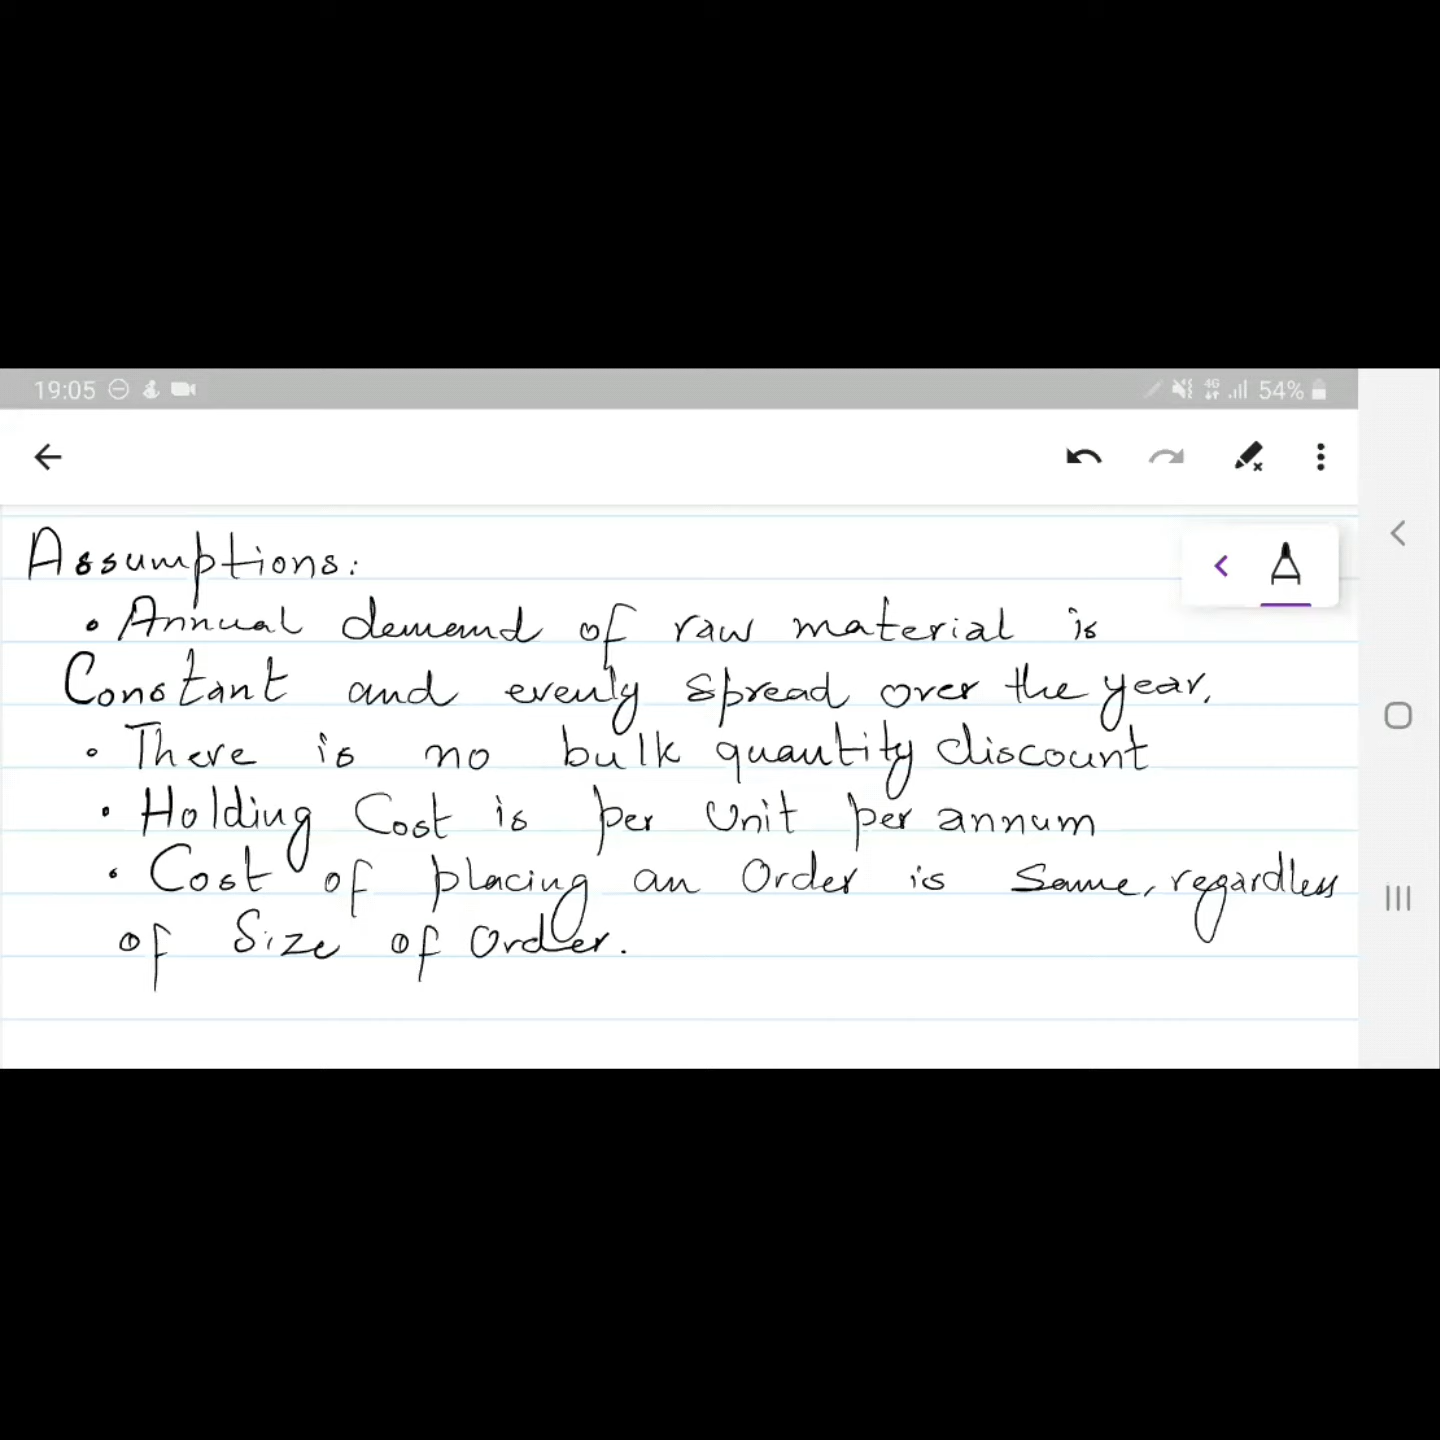 19:05 4G 54%
Assumptions:
• Annual demand of raw material is
Constant and evenly spread over the year.
• There is no bulk quantity discount
• Holding Cost is per Unit per annum
• Cost of placing an Order is Same, regardless
of Size of Order.